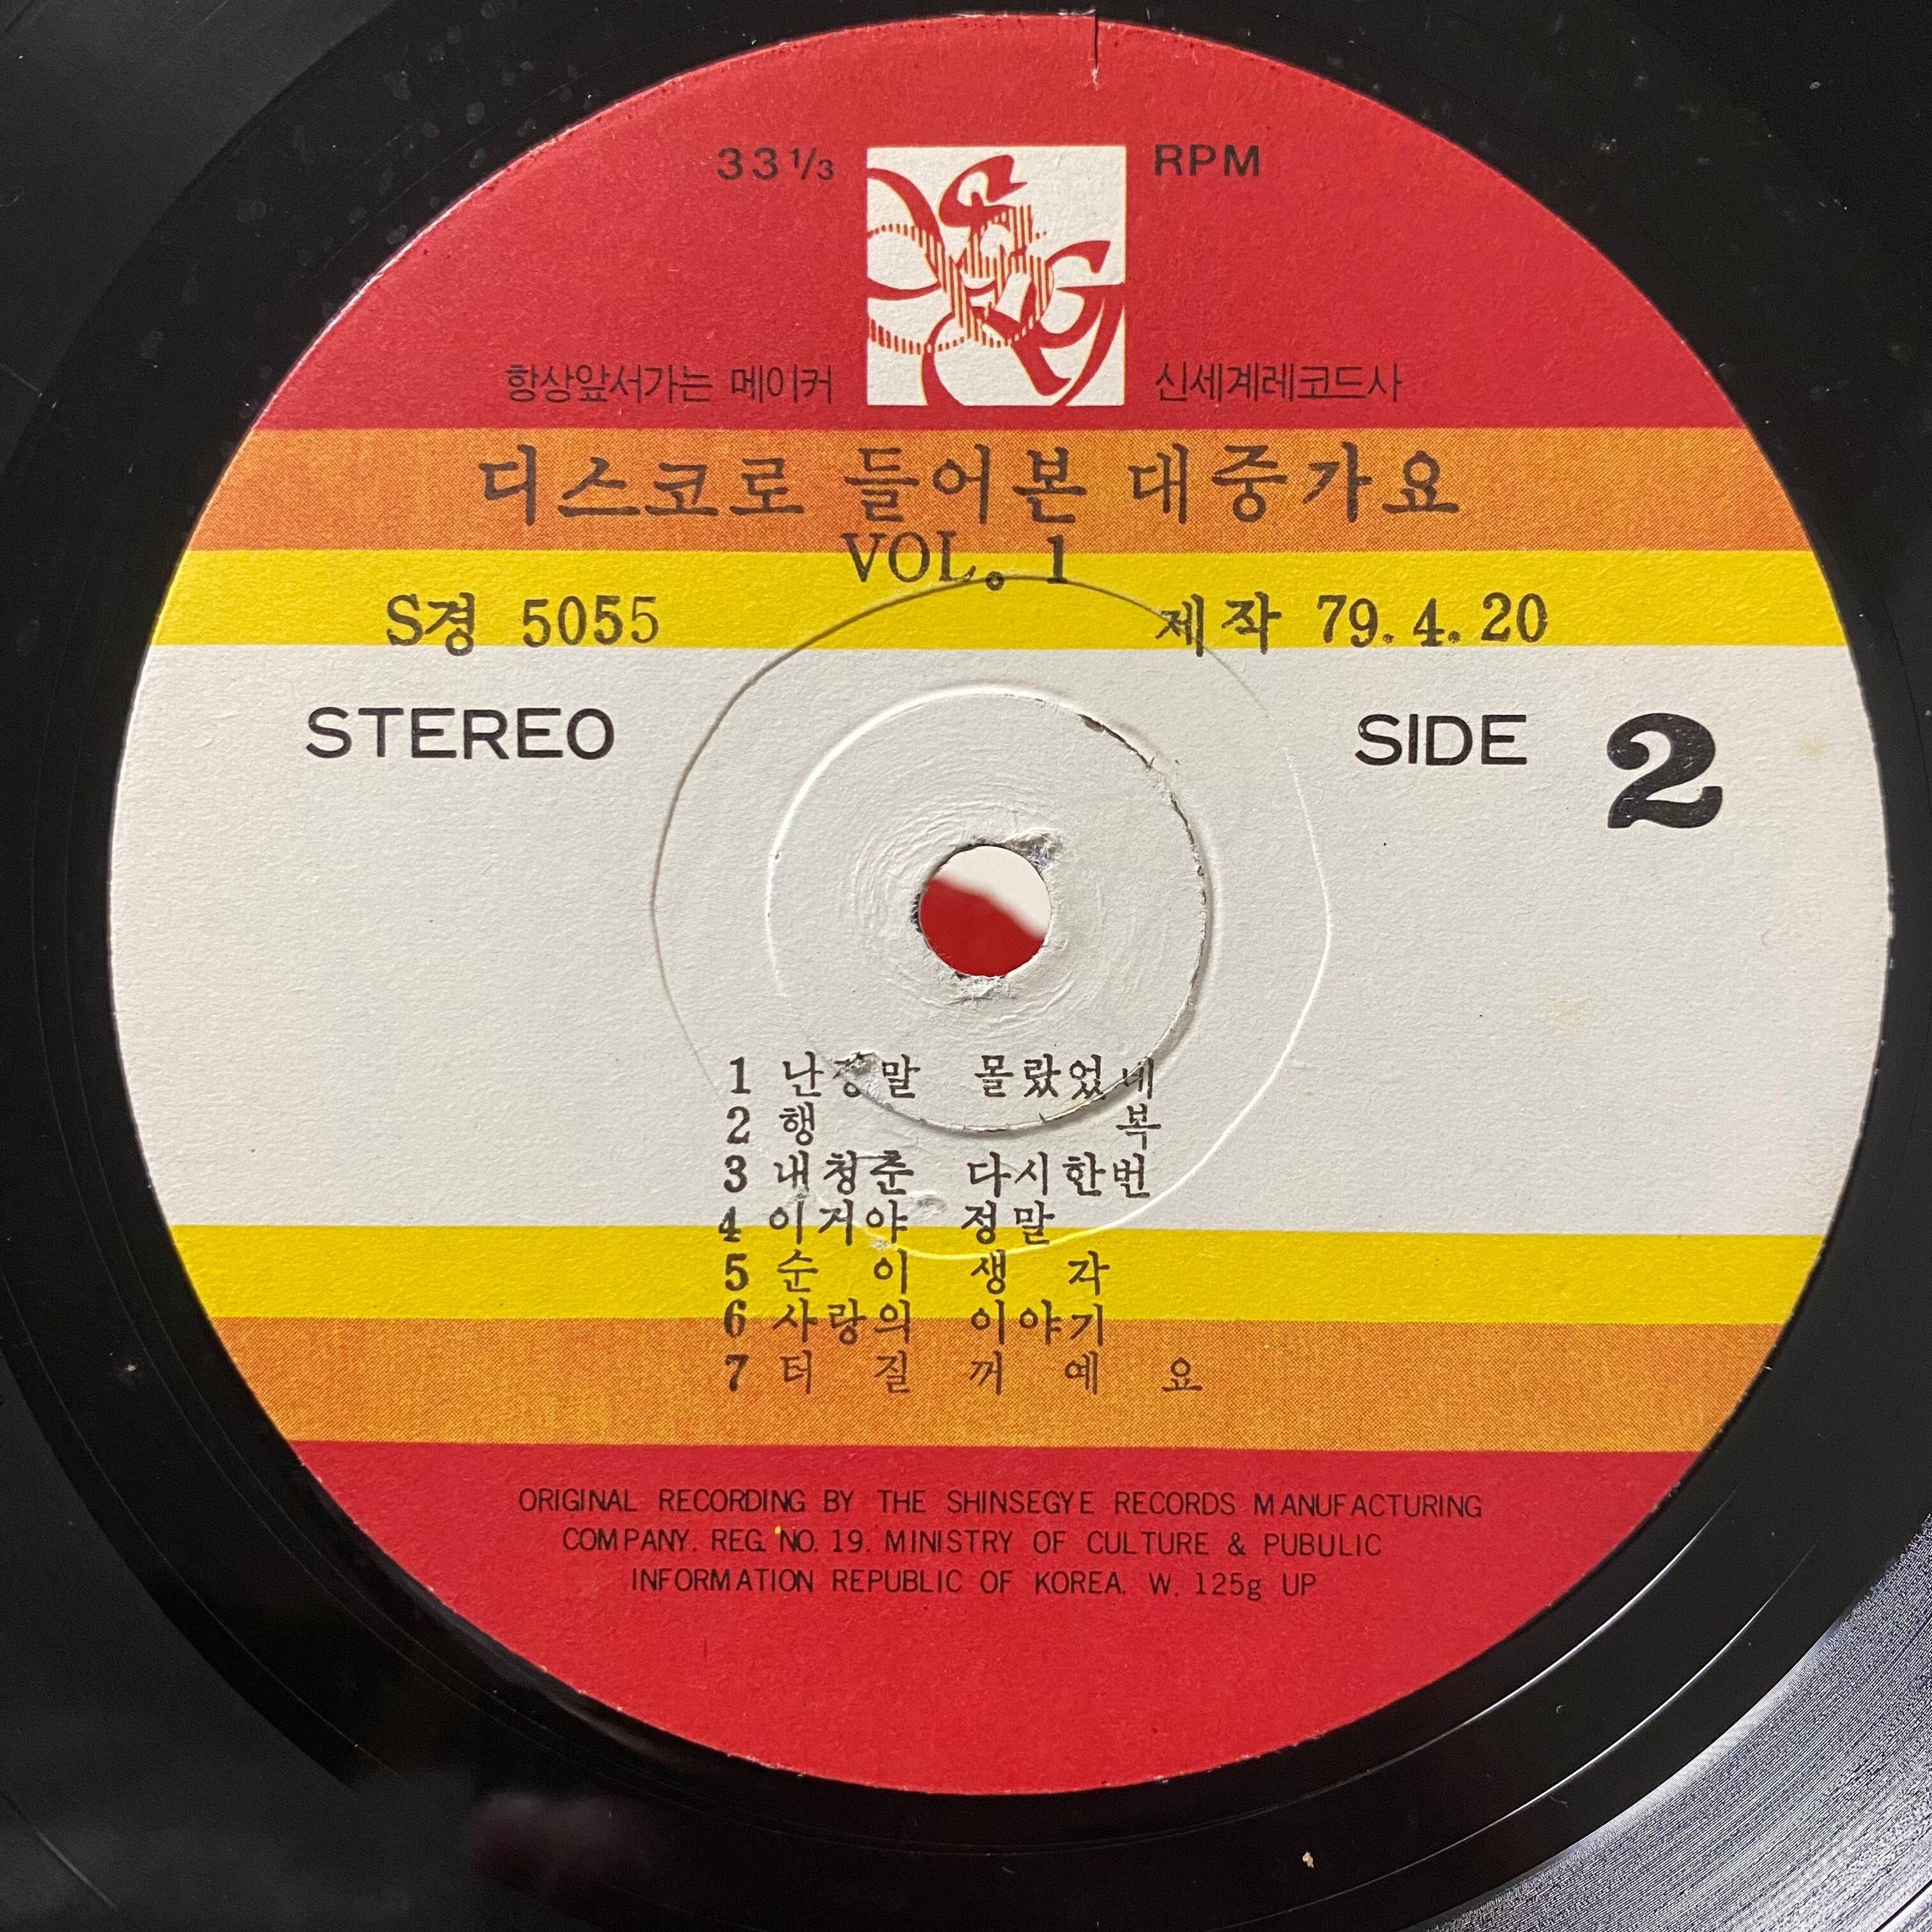 33 1/3 RPM
SRG
항상앞서가는 메이커 신세계레코드사
디스코로 들어본 대중가요
VOL. 1
S경 5055 제작 79.4.20
STEREO SIDE 2
1 난정말 몰랐었네
2 행 복
3 내청춘 다시한번
4 이거야 정말
5 순 이 생 각
6 사랑의 이야기
7 터 질 꺼 예 요
ORIGINAL RECORDING BY THE SHINSEGYE RECORDS MANUFACTURING
COMPANY. REG. NO. 19. MINISTRY OF CULTURE & PUBULIC
INFORMATION REPUBLIC OF KOREA. W. 125g UP